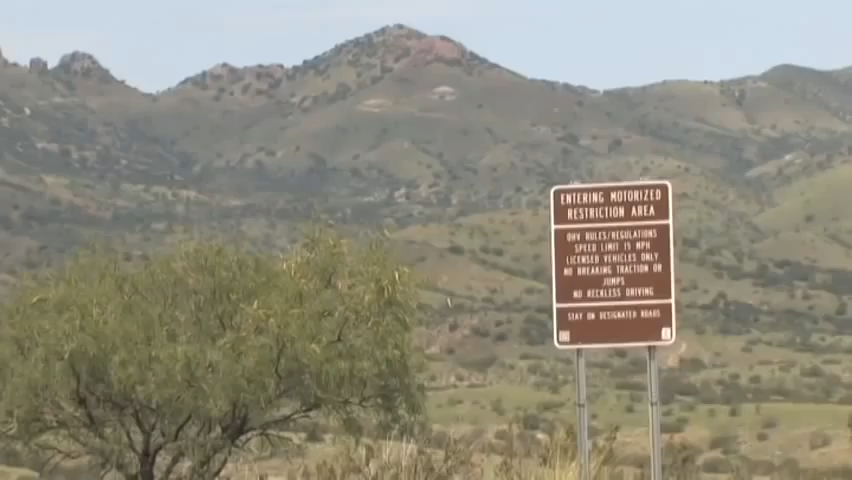 ENTERING MOTORIZED
RESTRICTION AREA
OHV RULES/REGULATIONS
SPEED LIMIT 15 MPH
LICENSED VEHICLES ONLY
NO BREAKING TRACTION OR
JUMPS
NO RECKLESS DRIVING
STAY ON DESIGNATED ROADS